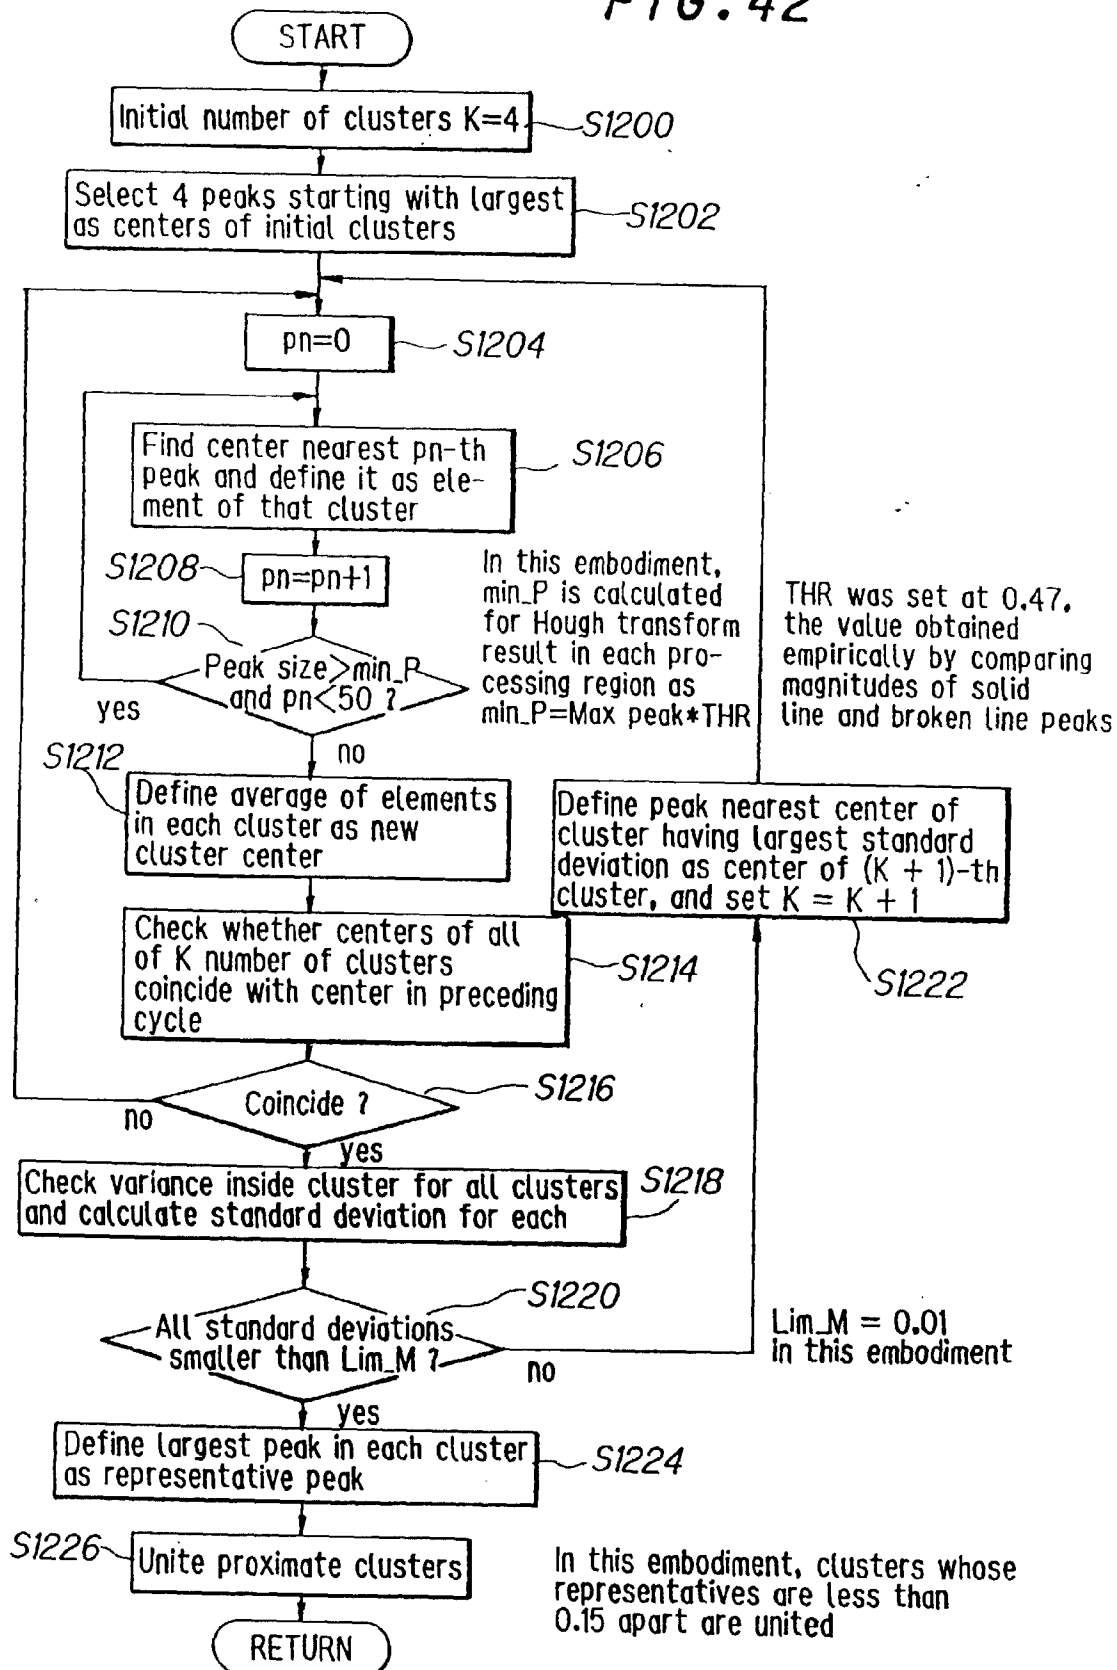 FIG. 42
START
Initial number of clusters K=4
S1200
Select 4 peaks starting with largest
as centers of initial clusters
S1202
pn=0
S1204
Find center nearest pn-th
peak and define it as ele-
ment of that cluster
S1206
S1208
pn=pn+1
In this embodiment,
min_P is calculated
for Hough transform
result in each pro-
cessing region as
min_P=Max peak*THR
THR was set at 0.47,
the value obtained
empirically by comparing
magnitudes of solid
line and broken line peaks
S1210
Peak size>min_P
and pn<50 ?
yes
no
S1212
Define average of elements
in each cluster as new
cluster center
Define peak nearest center of
cluster having largest standard
deviation as center of (K + 1)-th
cluster, and set K = K + 1
S1222
Check whether centers of all
of K number of clusters
coincide with center in preceding
cycle
S1214
Coincide ?
S1216
no
yes
Check variance inside cluster for all clusters
and calculate standard deviation for each
S1218
S1220
All standard deviations
smaller than Lim_M ?
no
yes
Lim_M = 0.01
in this embodiment
Define largest peak in each cluster
as representative peak
S1224
S1226
Unite proximate clusters
In this embodiment, clusters whose
representatives are less than
0.15 apart are united
RETURN